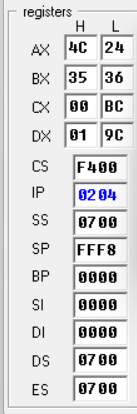 registers
H L
AX 4C 24
BX 35 36
CX 00 BC
DX 01 9C
CS F400
IP 0204
SS 0700
SP FFF8
BP 0000
SI 0000
DI 0000
DS 0700
ES 0700